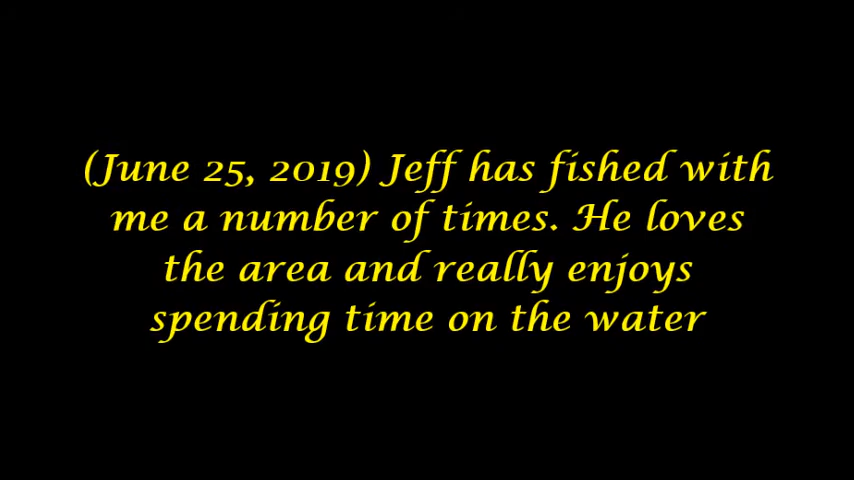 (June 25, 2019) Jeff has fished with
me a number of times. He loves
the area and really enjoys
spending time on the water